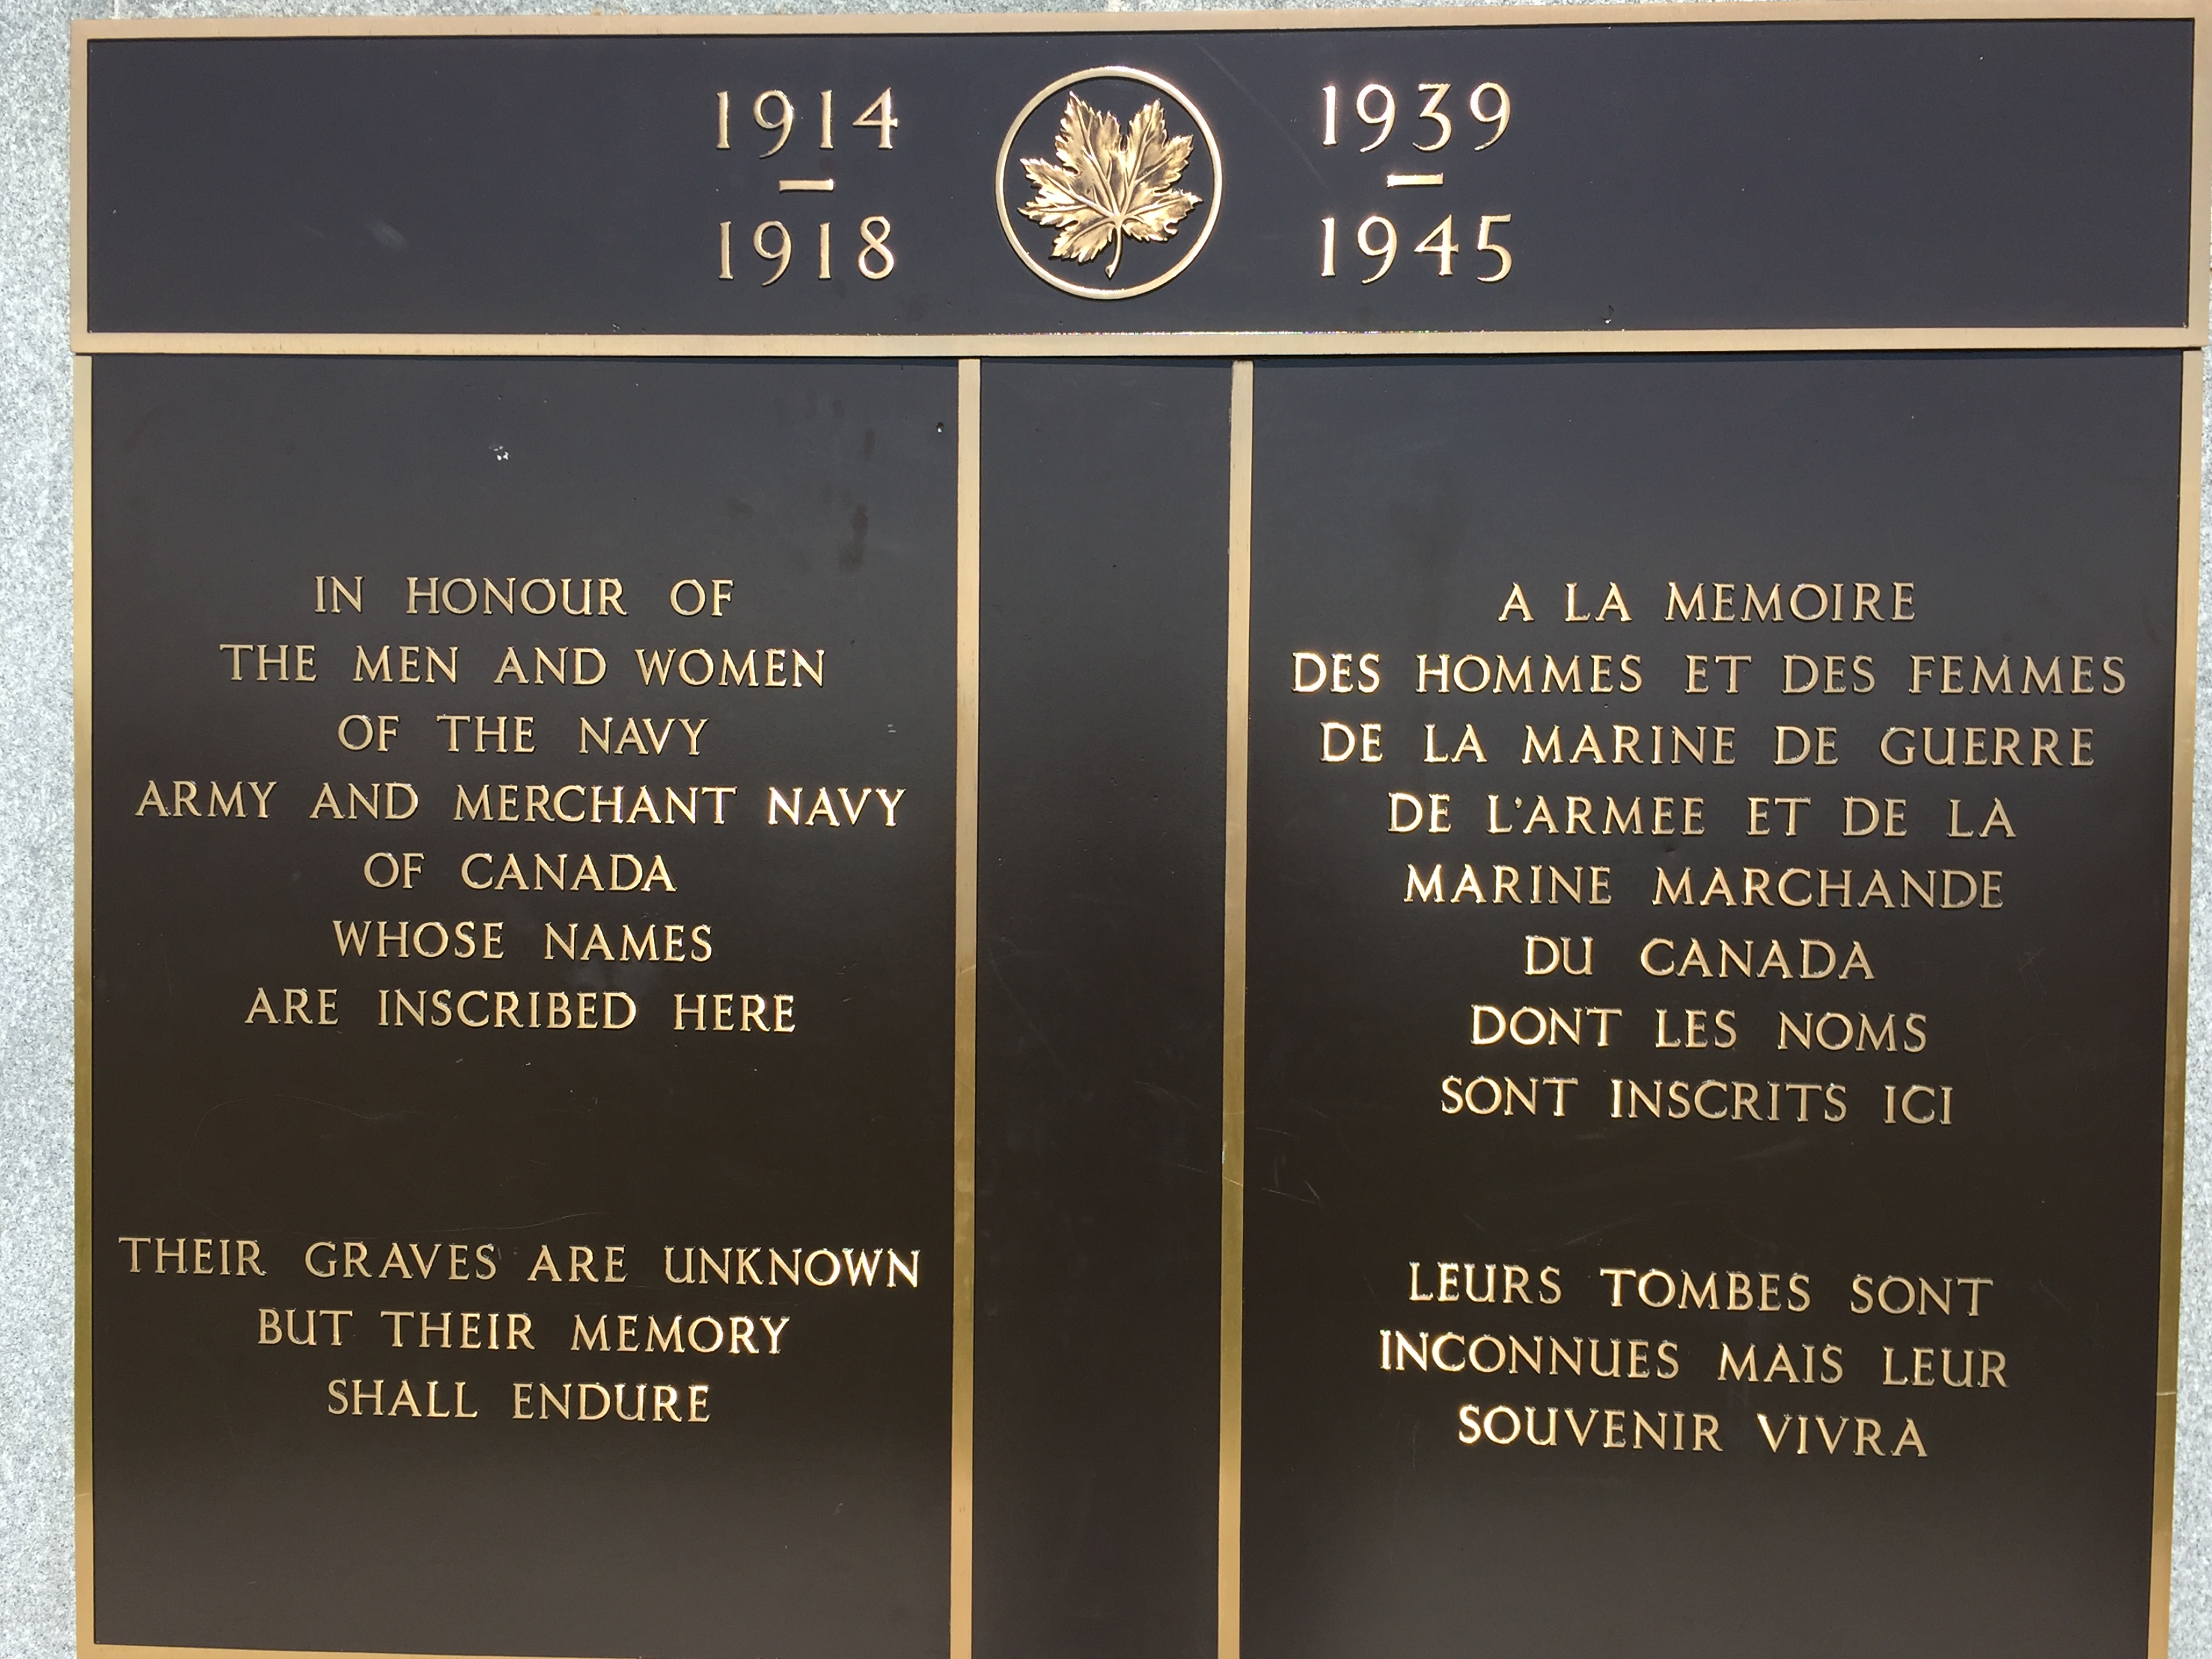 1914
–
1918
1939
–
1945
IN HONOUR OF
THE MEN AND WOMEN
OF THE NAVY
ARMY AND MERCHANT NAVY
OF CANADA
WHOSE NAMES
ARE INSCRIBED HERE
THEIR GRAVES ARE UNKNOWN
BUT THEIR MEMORY
SHALL ENDURE
A LA MEMOIRE
DES HOMMES ET DES FEMMES
DE LA MARINE DE GUERRE
DE L'ARMEE ET DE LA
MARINE MARCHANDE
DU CANADA
DONT LES NOMS
SONT INSCRITS ICI
LEURS TOMBES SONT
INCONNUES MAIS LEUR
SOUVENIR VIVRA